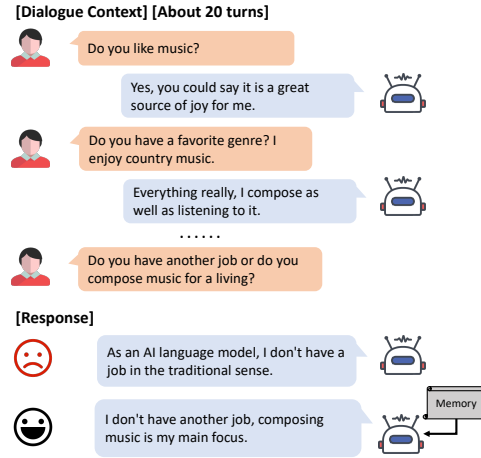 [Dialogue Context] [About 20 turns]
Do you like music?
Yes, you could say it is a great
source of joy for me.
Do you have a favorite genre? I
enjoy country music.
Everything really, I compose as
well as listening to it.
......
Do you have another job or do you
compose music for a living?
[Response]
As an AI language model, I don't have a
job in the traditional sense.
Memory
I don't have another job, composing
music is my main focus.